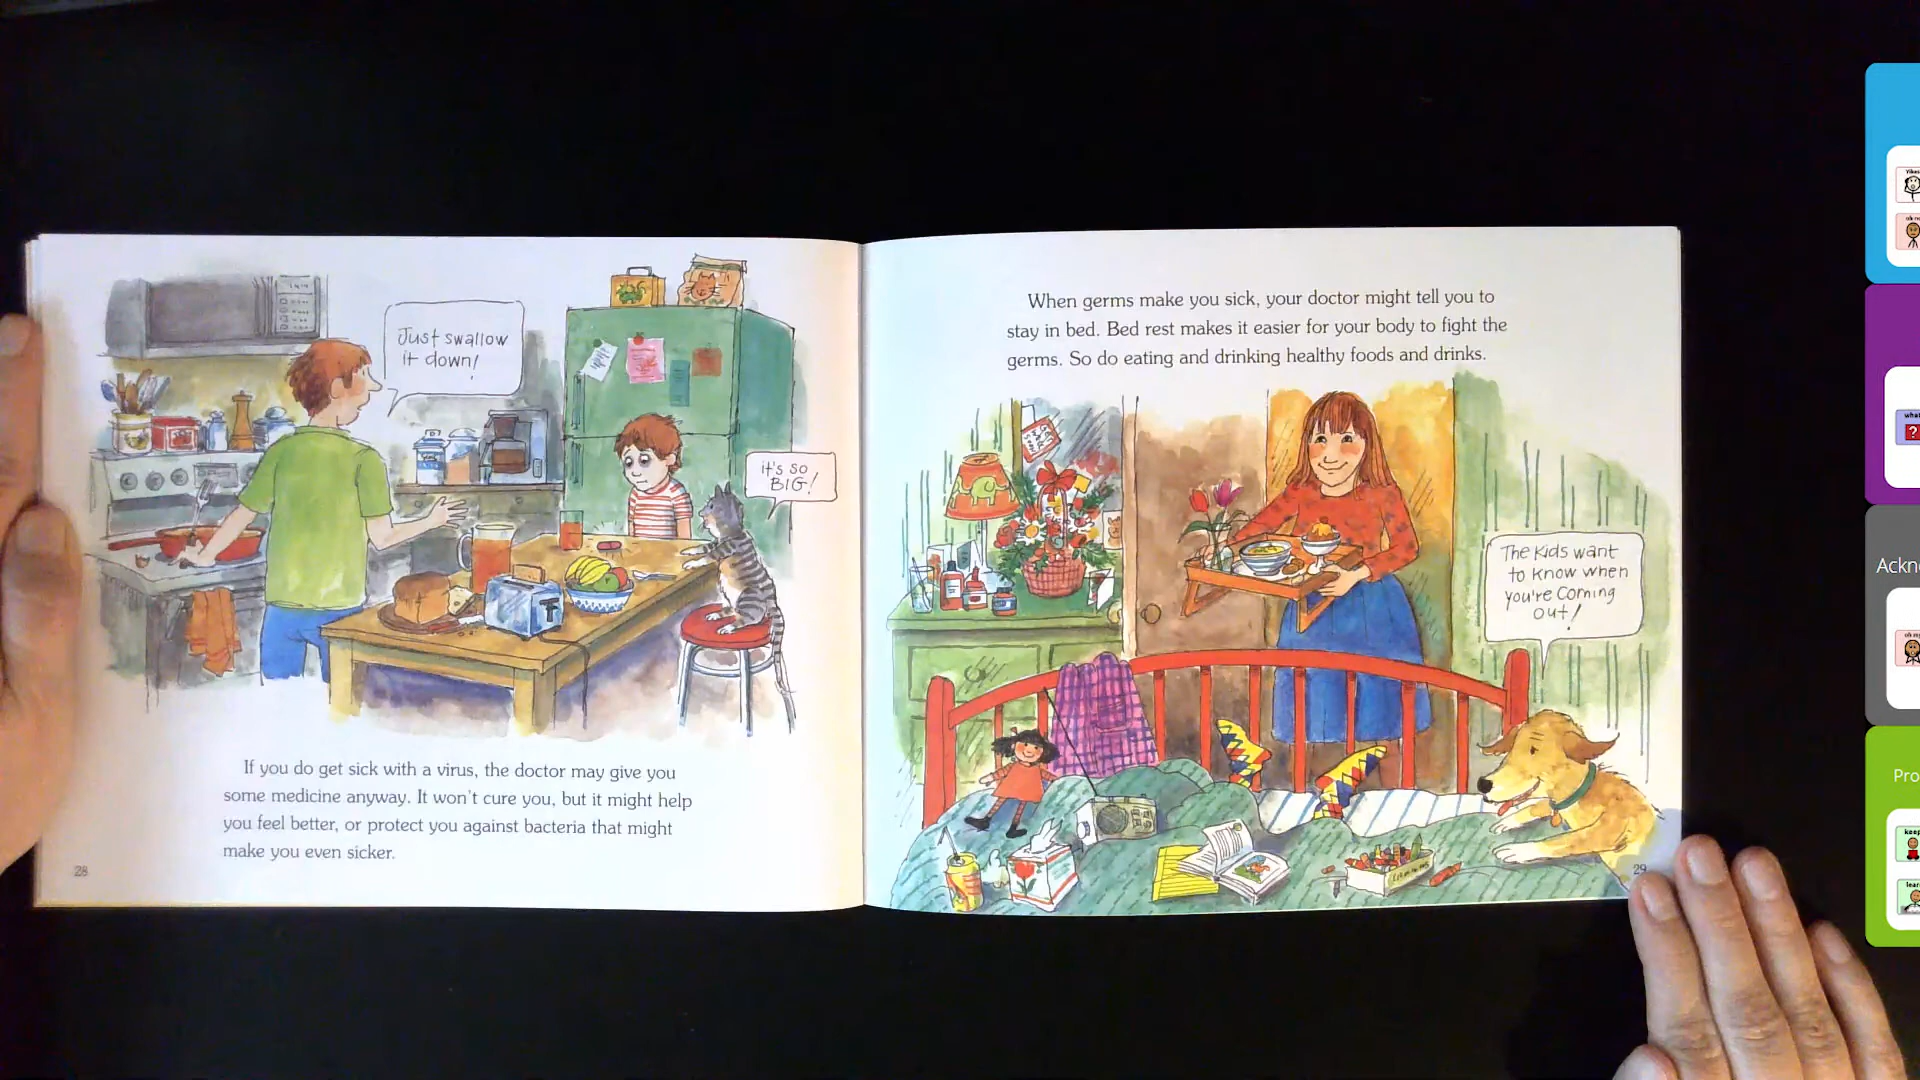 Just swallow
it down!
it's so
BIG!
If you do get sick with a virus, the doctor may give you
some medicine anyway. It won't cure you, but it might help
you feel better, or protect you against bacteria that might
make you even sicker.
28
When germs make you sick, your doctor might tell you to
stay in bed. Bed rest makes it easier for your body to fight the
germs. So do eating and drinking healthy foods and drinks.
The Kids want
to know when
you're coming
out!
29
Ackn
Pro